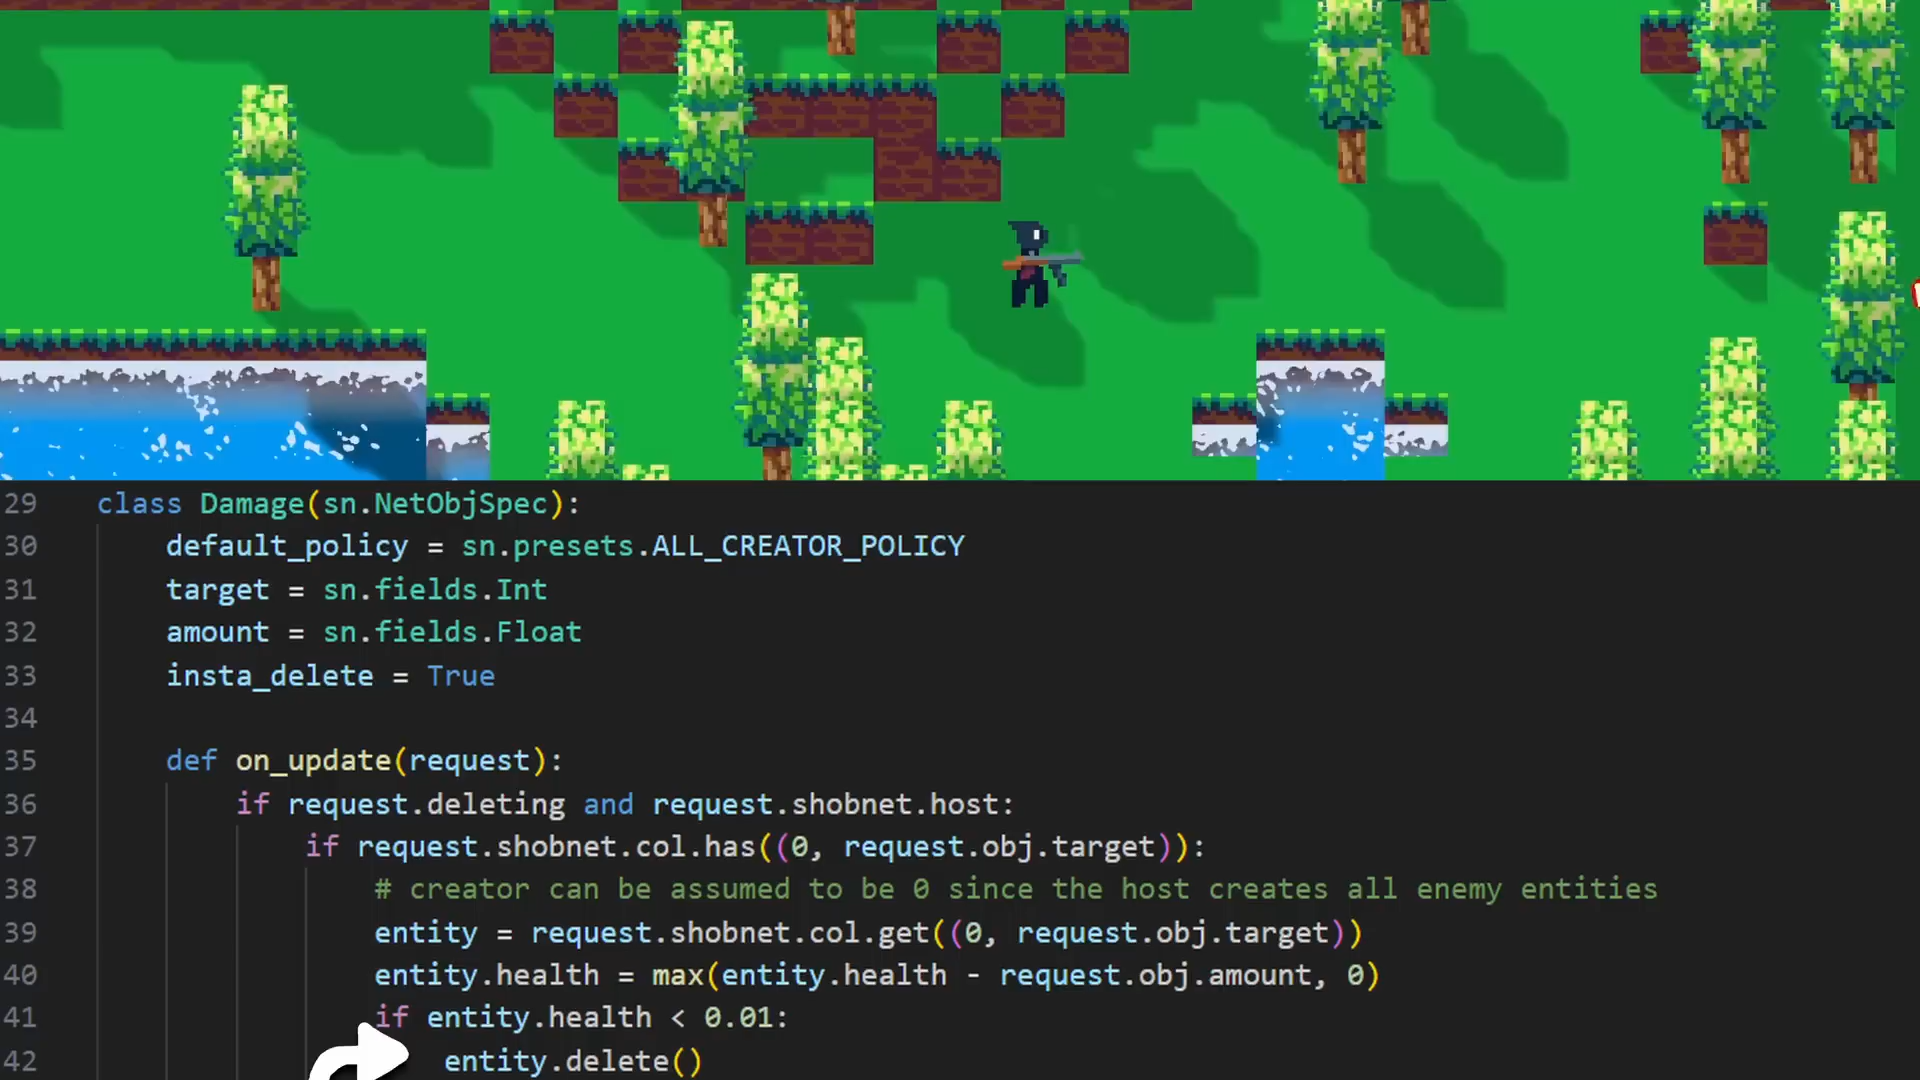 29 class Damage(sn.NetObjSpec):
30 default_policy = sn.presets.ALL_CREATOR_POLICY
31 target = sn.fields.Int
32 amount = sn.fields.Float
33 insta_delete = True
34
35 def on_update(request):
36 if request.deleting and request.shobnet.host:
37 if request.shobnet.col.has((0, request.obj.target)):
38 # creator can be assumed to be 0 since the host creates all enemy entities
39 entity = request.shobnet.col.get((0, request.obj.target))
40 entity.health = max(entity.health - request.obj.amount, 0)
41 if entity.health < 0.01:
42 entity.delete()